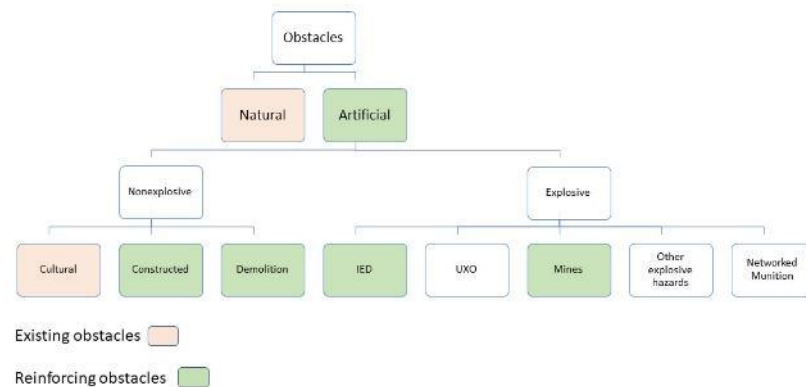 Obstacles
Natural
Artificial
Nonexplosive
Explosive
Cultural
Constructed
Demolition
IED
UXO
Mines
Other
explosive
hazards
Networked
Munition
Existing obstacles
Reinforcing obstacles